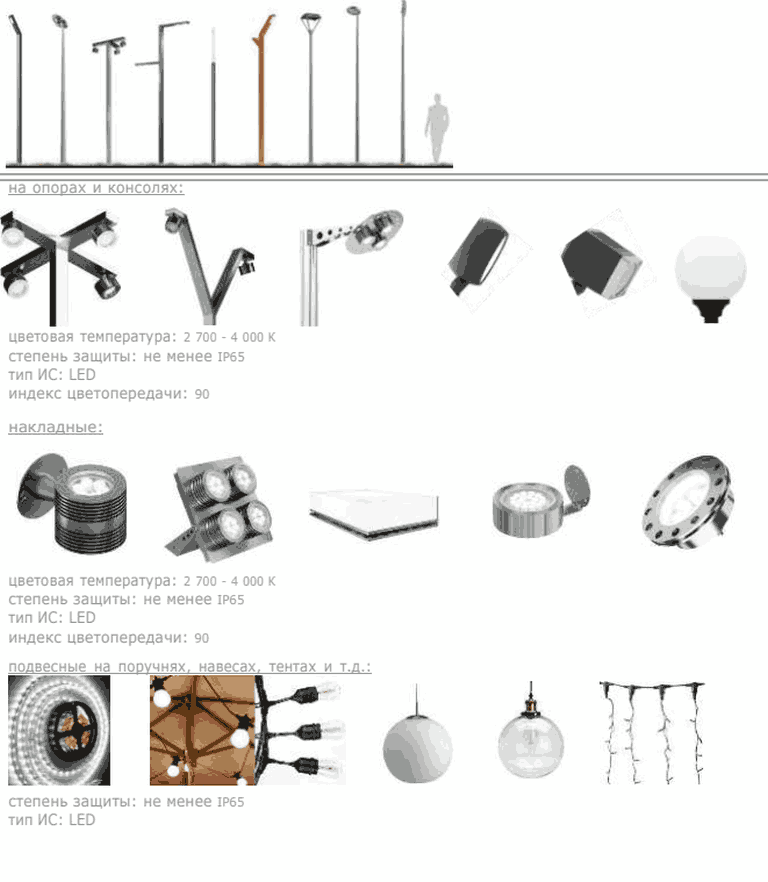 на опорах и консолях:
цветовая температура: 2 700 - 4 000 К
степень защиты: не менее IP65
тип ИС: LED
индекс цветопередачи: 90
накладные:
цветовая температура: 2 700 - 4 000 К
степень защиты: не менее IP65
тип ИС: LED
индекс цветопередачи: 90
подвесные на поручнях, навесах, тентах и т.д.:
степень защиты: не менее IP65
тип ИС: LED